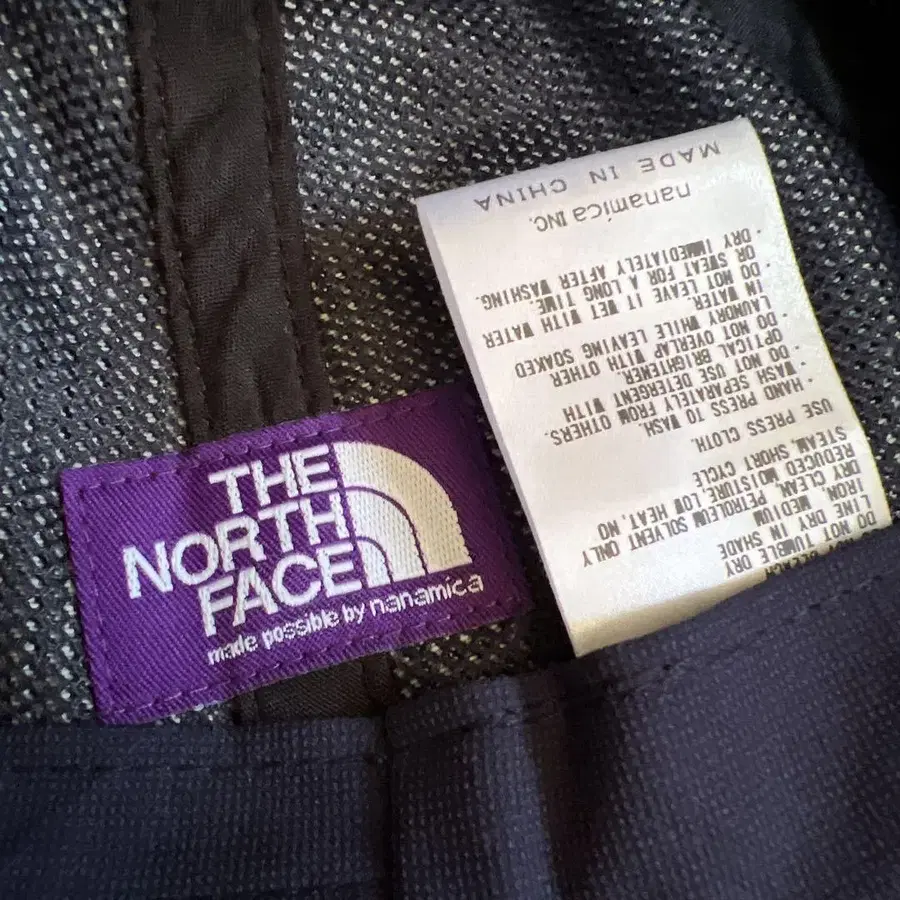 THE
NORTH
FACE
made possible by nanamica
BLEACH
DO NOT TUMBLE DRY
LINE DRY IN SHADE
IRON, MEDIUM
DRY CLEAN, PETROLEUM SOLVENT ONLY
REDUCED MOISTURE, LOW HEAT, NO
STEAM, SHORT CYCLE
USE PRESS CLOTH.
· HAND PRESS TO WASH.
· WASH SEPARATELY FROM OTHERS.
· DO NOT USE DETERGENT WITH
OPTICAL BRIGHTENER.
· DO NOT OVERLAP WITH OTHER
LAUNDRY WHILE LEAVING SOAKED
IN WATER.
· DO NOT LEAVE IT WET WITH WATER
OR SWEAT FOR A LONG TIME.
· DRY IMMEDIATELY AFTER WASHING.
nanamica INC.
MADE IN CHINA